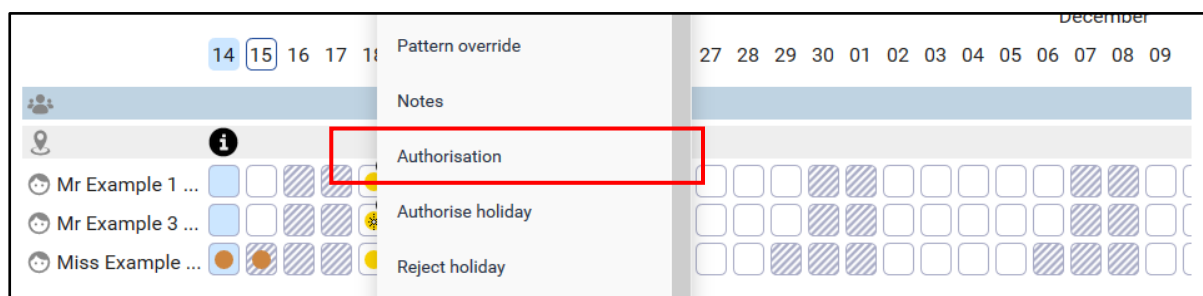 December
14 15 16 17 18 27 28 29 30 01 02 03 04 05 06 07 08 09
Pattern override
Notes
i
Authorisation
Mr Example 1 ...
Mr Example 3 ...
Authorise holiday
Miss Example ...
Reject holiday